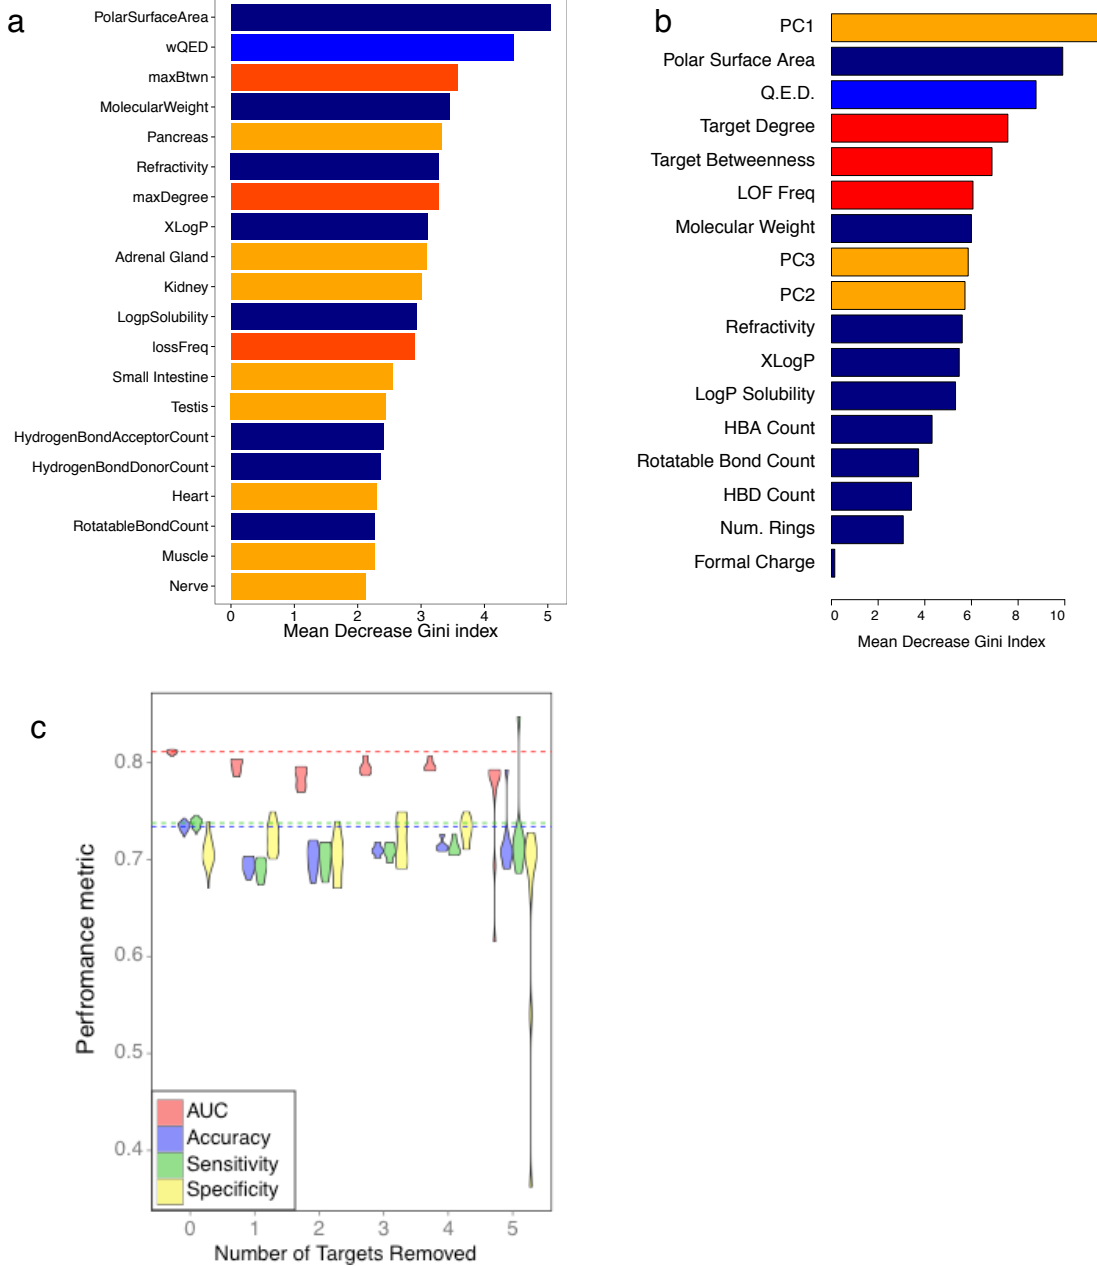 a
PolarSurfaceArea
wQED
maxBtwn
MolecularWeight
Pancreas
Refractivity
maxDegree
XLogP
Adrenal Gland
Kidney
LogpSolubility
lossFreq
Small Intestine
Testis
HydrogenBondAcceptorCount
HydrogenBondDonorCount
Heart
RotatableBondCount
Muscle
Nerve
0 1 2 3 4 5
Mean Decrease Gini index
b
PC1
Polar Surface Area
Q.E.D.
Target Degree
Target Betweenness
LOF Freq
Molecular Weight
PC3
PC2
Refractivity
XLogP
LogP Solubility
HBA Count
Rotatable Bond Count
HBD Count
Num. Rings
Formal Charge
0 2 4 6 8 10
Mean Decrease Gini Index
c
Perfromance metric
0.8
0.7
0.6
0.5
0.4
AUC
Accuracy
Sensitivity
Specificity
0 1 2 3 4 5
Number of Targets Removed